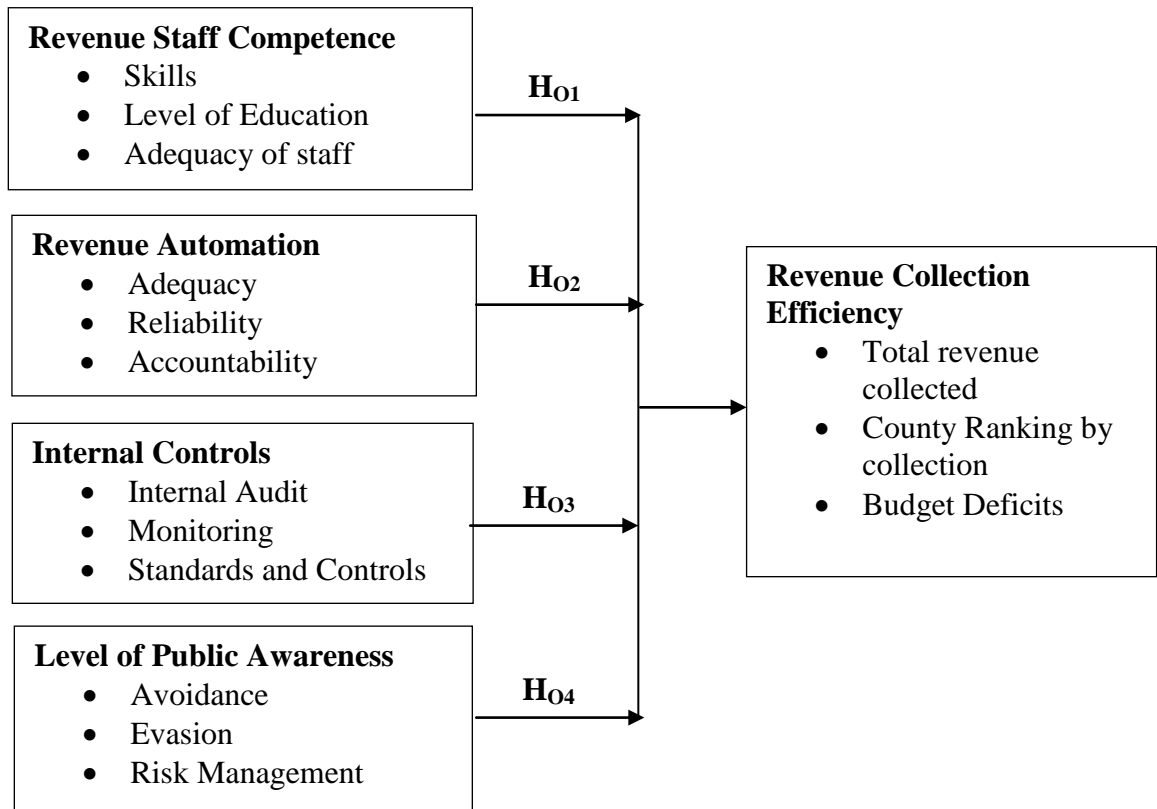 Revenue Staff Competence
• Skills
• Level of Education
• Adequacy of staff
HO1
Revenue Automation
• Adequacy
• Reliability
• Accountability
HO2
Internal Controls
• Internal Audit
• Monitoring
• Standards and Controls
HO3
Level of Public Awareness
• Avoidance
• Evasion
• Risk Management
HO4
Revenue Collection
Efficiency
• Total revenue
collected
• County Ranking by
collection
• Budget Deficits